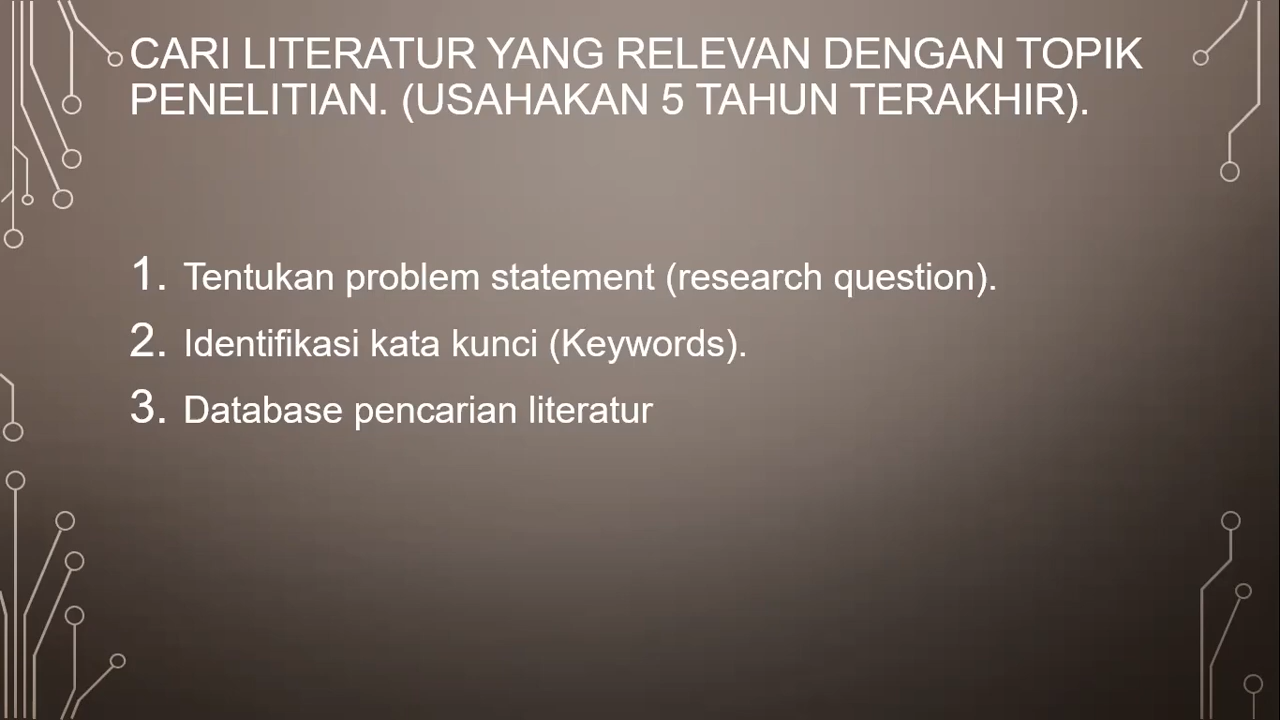 CARI LITERATUR YANG RELEVAN DENGAN TOPIK
PENELITIAN. (USAHAKAN 5 TAHUN TERAKHIR).
1. Tentukan problem statement (research question).
2. Identifikasi kata kunci (Keywords).
3. Database pencarian literatur